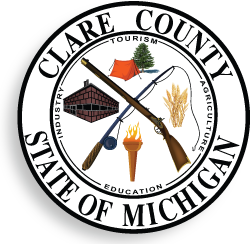 CLARE COUNTY
TOURISM
INDUSTRY
AGRICULTURE
EDUCATION
STATE OF MICHIGAN